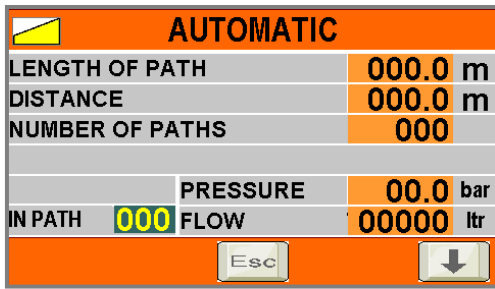 AUTOMATIC
LENGTH OF PATH 000.0 m
DISTANCE 000.0 m
NUMBER OF PATHS 000
PRESSURE 00.0 bar
IN PATH 000 FLOW 00000 ltr
Esc